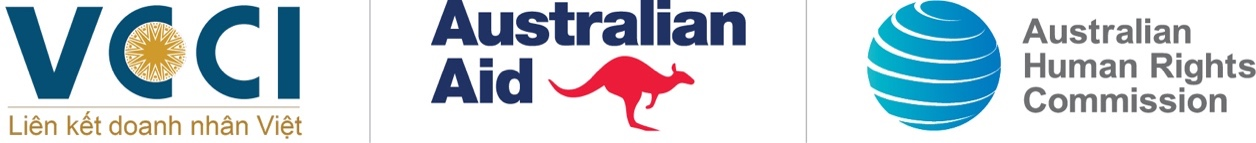 VCCI
Liên kết doanh nhân Việt
Australian
Aid
Australian
Human Rights
Commission